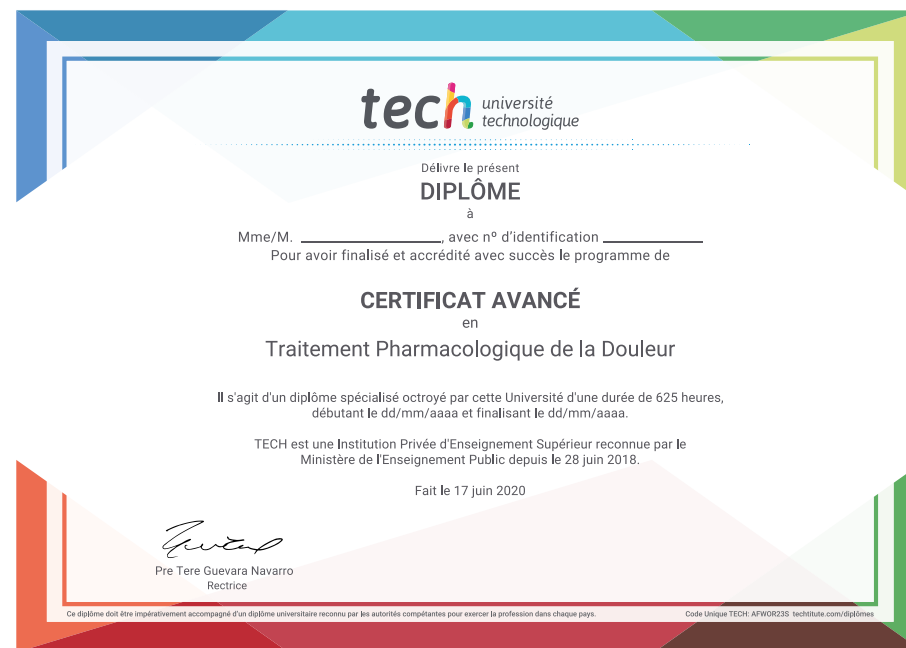 tech université
technologique
Délivre le présent
DIPLÔME
à
Mme/M. ____________________, avec nº d'identification ______________
Pour avoir finalisé et accrédité avec succès le programme de
CERTIFICAT AVANCÉ
en
Traitement Pharmacologique de la Douleur
Il s'agit d'un diplôme spécialisé octroyé par cette Université d'une durée de 625 heures,
débutant le dd/mm/aaaa et finalisant le dd/mm/aaaa.
TECH est une Institution Privée d'Enseignement Supérieur reconnue par le
Ministère de l'Enseignement Public depuis le 28 juin 2018.
Fait le 17 juin 2020
Pre Tere Guevara Navarro
Rectrice
Ce diplôme doit être impérativement accompagné d'un diplôme universitaire reconnu par les autorités compétantes pour exercer la profession dans chaque pays.
Code Unique TECH: AFWOR23S techtitute.com/diplômes